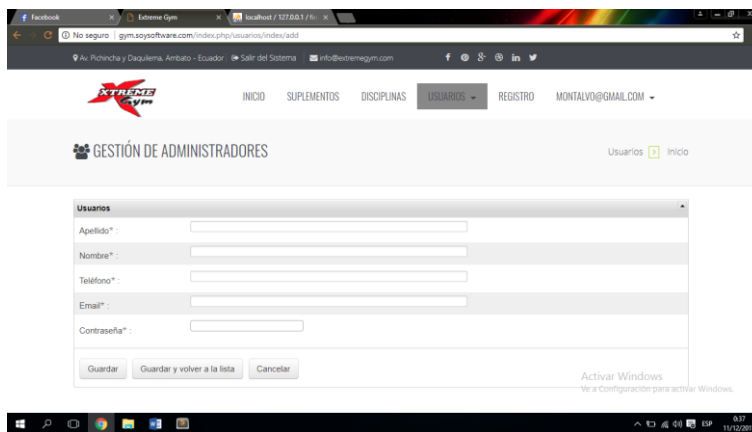 Facebook
Extreme Gym
localhost / 127.0.0.1 /
No seguro | gym.soysoftware.com/index.php/usuarios/index/add
Av. Pichincha y Daquilema, Ambato - Ecuador Salir del Sistema info@extremegym.com
XTREME Gym
INICIO SUPLEMENTOS DISCIPLINAS USUARIOS REGISTRO MONTALVO@GMAIL.COM
GESTIÓN DE ADMINISTRADORES
Usuarios Inicio
Usuarios
Apellido* :
Nombre* :
Teléfono* :
Email* :
Contraseña* :
Guardar Guardar y volver a la lista Cancelar
Activar Windows
Ve a Configuración para activar Windows.
ESP
0:37
11/12/201